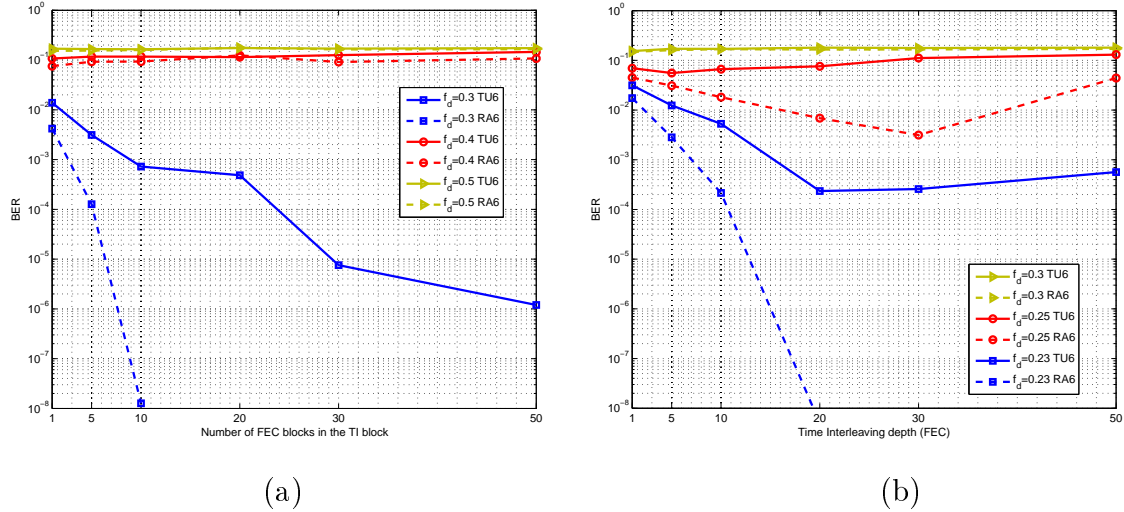 10^0
10^-1
10^-2
10^-3
10^-4
10^-5
10^-6
10^-7
10^-8
BER
1 5 10 20 30 50
Number of FEC blocks in the TI block
f_d=0.3 TU6
f_d=0.3 RA6
f_d=0.4 TU6
f_d=0.4 RA6
f_d=0.5 TU6
f_d=0.5 RA6
(a)
10^0
10^-1
10^-2
10^-3
10^-4
10^-5
10^-6
10^-7
10^-8
BER
1 5 10 20 30 50
Time Interleaving depth (FEC)
f_d=0.3 TU6
f_d=0.3 RA6
f_d=0.25 TU6
f_d=0.25 RA6
f_d=0.23 TU6
f_d=0.23 RA6
(b)